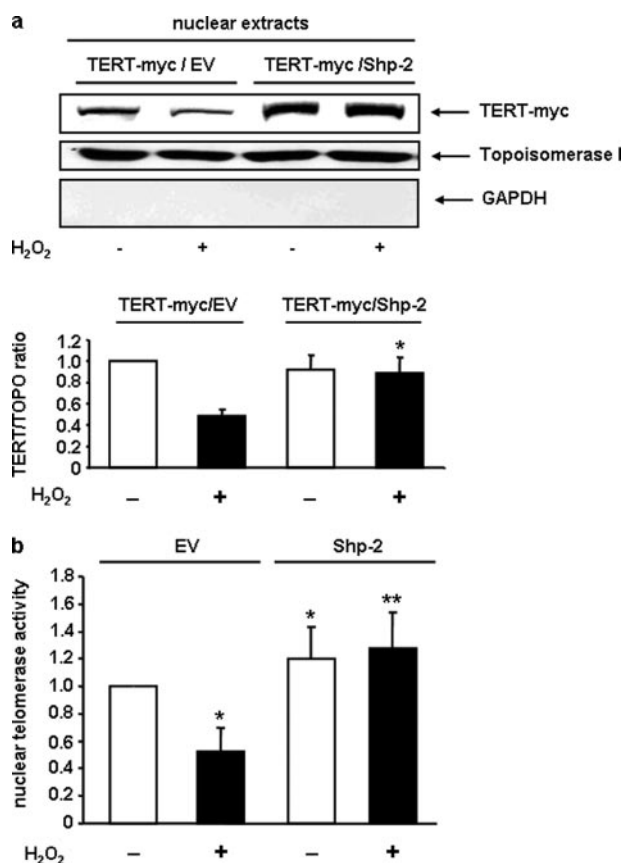 a
nuclear extracts
TERT-myc / EV TERT-myc /Shp-2
TERT-myc
Topoisomerase I
GAPDH
H₂O₂ - + - +
TERT-myc/EV TERT-myc/Shp-2
TERT/TOPO ratio
1.2
1.0
0.8
0.6
0.4
0.2
0
*
H₂O₂ – + – +
b
EV Shp-2
nuclear telomerase activity
1.8
1.6
1.4
1.2
1.0
0.8
0.6
0.4
0.2
0
* * **
H₂O₂ – + – +